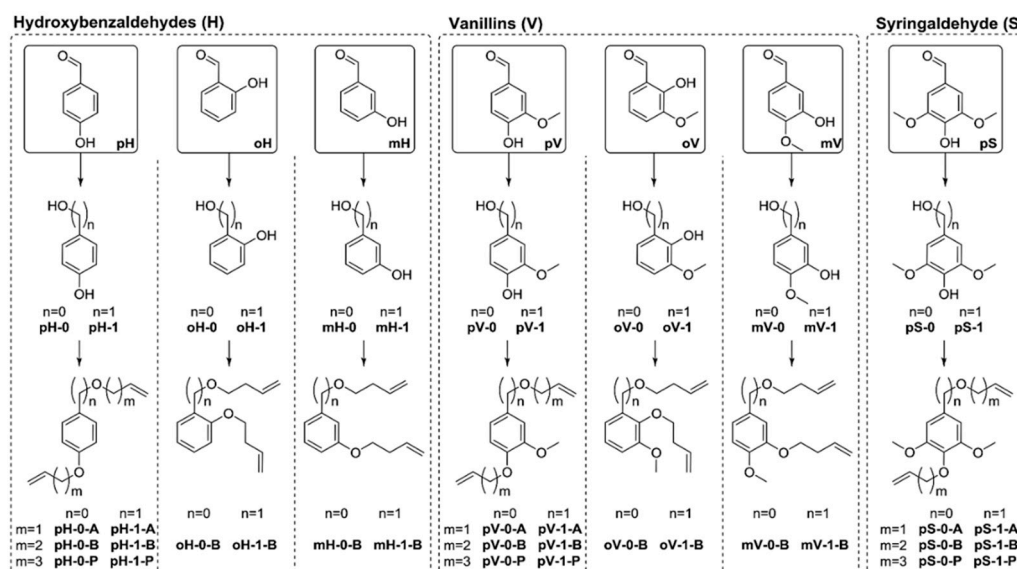 Hydroxybenzaldehydes (H)
Vanillins (V)
Syringaldehyde (S
O
OH
pH
O
OH
oH
O
OH
mH
O
O
OH
pV
O
OH
O
oV
O
OH
O
mV
O
O
O
OH
pS
HO
n
OH
HO
n
OH
HO
n
OH
HO
n
O
OH
HO
n
OH
O
HO
n
OH
O
HO
n
O
O
OH
n=0 n=1
pH-0 pH-1
n=0 n=1
oH-0 oH-1
n=0 n=1
mH-0 mH-1
n=0 n=1
pV-0 pV-1
n=0 n=1
oV-0 oV-1
n=0 n=1
mV-0 mV-1
n=0 n=1
pS-0 pS-1
O
n
m
O
m
O
n
O
O
n
O
O
n
m
O
O
m
O
n
O
O
O
n
O
O
O
n
m
O
O
O
m
n=0 n=1
m=1 pH-0-A pH-1-A
m=2 pH-0-B pH-1-B
m=3 pH-0-P pH-1-P
n=0 n=1
oH-0-B oH-1-B
n=0 n=1
mH-0-B mH-1-B
n=0 n=1
m=1 pV-0-A pV-1-A
m=2 pV-0-B pV-1-B
m=3 pV-0-P pV-1-P
n=0 n=1
oV-0-B oV-1-B
n=0 n=1
mV-0-B mV-1-B
n=0 n=1
m=1 pS-0-A pS-1-A
m=2 pS-0-B pS-1-B
m=3 pS-0-P pS-1-P